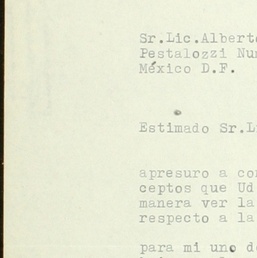 Sr.Lic.Albert
Pestalozzi Nu
México D.F.
Estimado Sr.L
apresuro a co
ceptos que Ud
manera ver la
respecto a la
para mi uno d